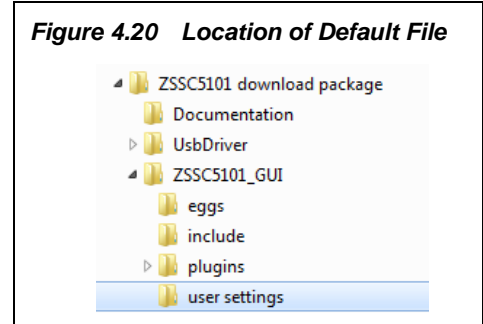 Figure 4.20 Location of Default File
ZSSC5101 download package
Documentation
UsbDriver
ZSSC5101_GUI
eggs
include
plugins
user settings